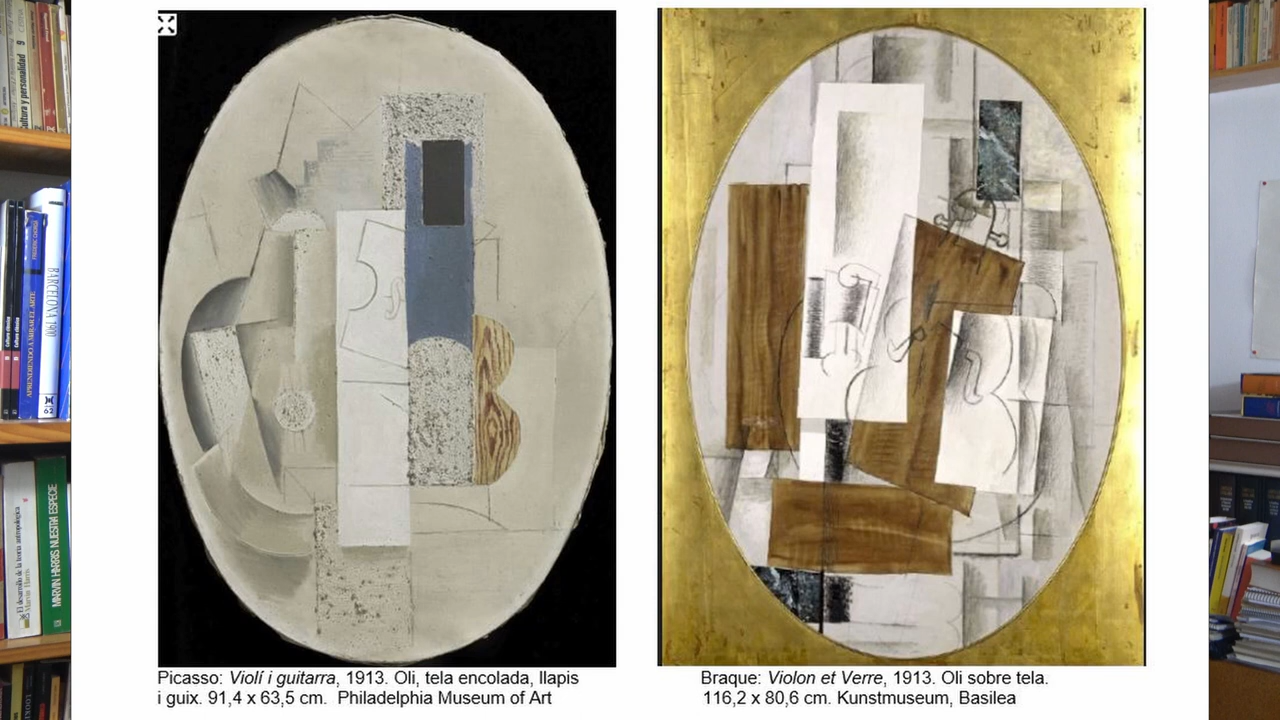 Picasso: Violí i guitarra, 1913. Oli, tela encolada, llapis
i guix. 91,4 x 63,5 cm. Philadelphia Museum of Art
Braque: Violon et Verre, 1913. Oli sobre tela.
116,2 x 80,6 cm. Kunstmuseum, Basilea
BARCELONA 1900
APRENDIENDO A MIRAR EL ARTE
62
El desarrollo de la teoría antropológica
Marvin Harris
MARVIN HARRIS NUESTRA ESPECIE